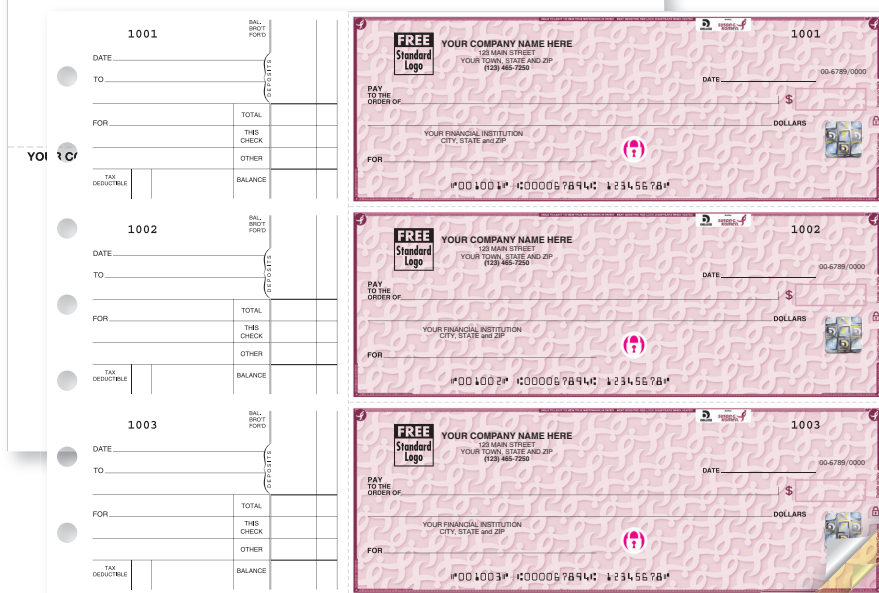 1001
BAL.
BRO'T
FOR'D
DATE
TO
DEPOSITS
FOR
TOTAL
THIS
CHECK
OTHER
TAX
DEDUCTIBLE
BALANCE
FREE
Standard
Logo
YOUR COMPANY NAME HERE
123 MAIN STREET
YOUR TOWN, STATE AND ZIP
(123) 465-7250
1001
DATE
00-6789/0000
PAY
TO THE
ORDER OF
$
DOLLARS
YOUR FINANCIAL INSTITUTION
CITY, STATE and ZIP
FOR
⑈001001⑈ ⑆000067894⑆ 12345678⑈
YOUR CO
1002
BAL.
BRO'T
FOR'D
DATE
TO
DEPOSITS
FOR
TOTAL
THIS
CHECK
OTHER
TAX
DEDUCTIBLE
BALANCE
FREE
Standard
Logo
YOUR COMPANY NAME HERE
123 MAIN STREET
YOUR TOWN, STATE AND ZIP
(123) 465-7250
1002
DATE
00-6789/0000
PAY
TO THE
ORDER OF
$
DOLLARS
YOUR FINANCIAL INSTITUTION
CITY, STATE and ZIP
FOR
⑈001002⑈ ⑆000067894⑆ 12345678⑈
1003
BAL.
BRO'T
FOR'D
DATE
TO
DEPOSITS
FOR
TOTAL
THIS
CHECK
OTHER
TAX
DEDUCTIBLE
BALANCE
FREE
Standard
Logo
YOUR COMPANY NAME HERE
123 MAIN STREET
YOUR TOWN, STATE AND ZIP
(123) 465-7250
1003
DATE
00-6789/0000
PAY
TO THE
ORDER OF
$
DOLLARS
YOUR FINANCIAL INSTITUTION
CITY, STATE and ZIP
FOR
⑈001003⑈ ⑆000067894⑆ 12345678⑈